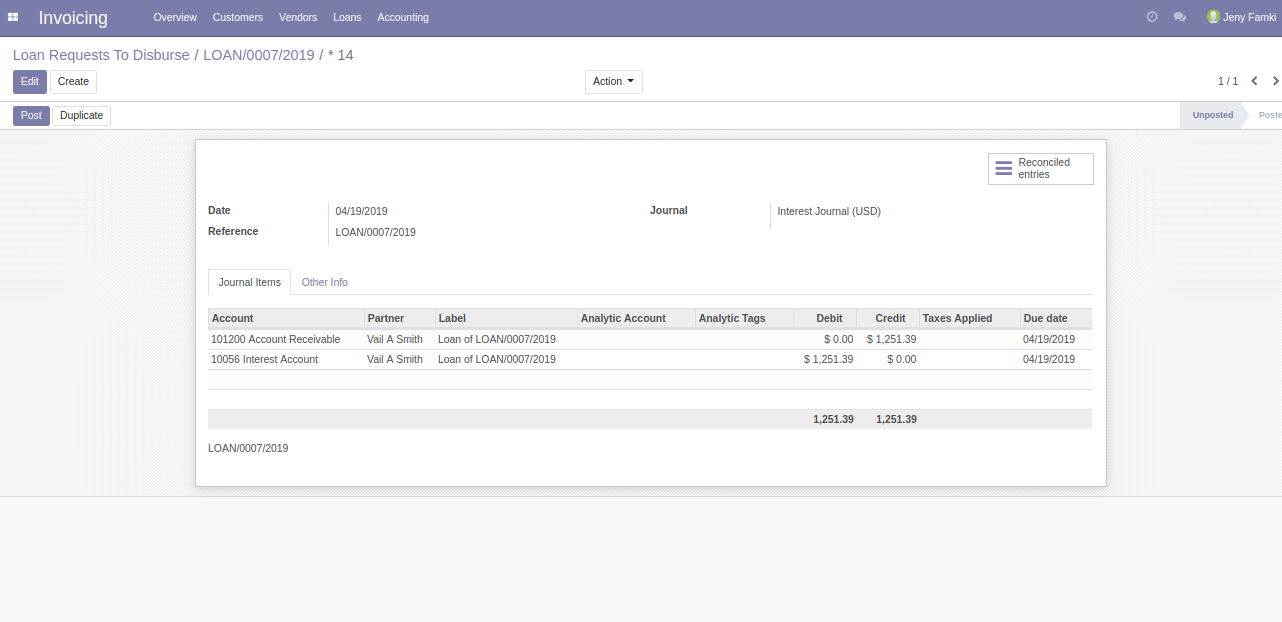 Invoicing Overview Customers Vendors Loans Accounting Jeny Famki
Loan Requests To Disburse / LOAN/0007/2019 / * 14
Edit Create Action 1 / 1
Post Duplicate Unposted Poste
Reconciled
entries
Date 04/19/2019 Journal Interest Journal (USD)
Reference LOAN/0007/2019
Journal Items Other Info
Account Partner Label Analytic Account Analytic Tags Debit Credit Taxes Applied Due date
101200 Account Receivable Vail A Smith Loan of LOAN/0007/2019 $ 0.00 $ 1,251.39 04/19/2019
10056 Interest Account Vail A Smith Loan of LOAN/0007/2019 $ 1,251.39 $ 0.00 04/19/2019
1,251.39 1,251.39
LOAN/0007/2019